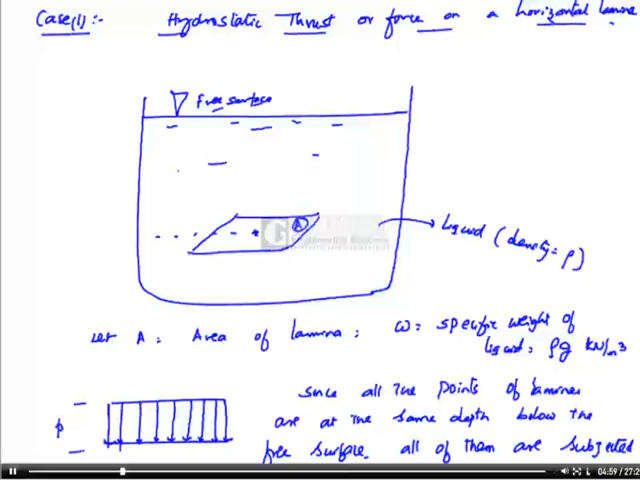 Case(1):- Hydrostatic Thrust or force on a horizontal lamina
Free surface
A
Liquid (density = ρ)
Let A: Area of lamina; ω = specific weight of
liquid: ρg kN/m3
p
Since all the points of lamina
are at the same depth below the
free surface all of them are subjected
04:59 / 27:2